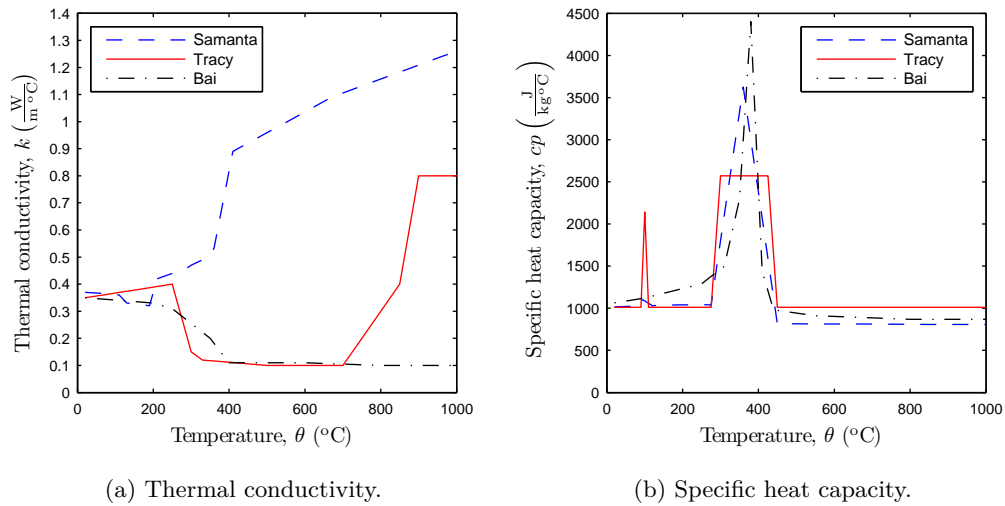 1.4
1.3
1.2
1.1
1
0.9
0.8
0.7
0.6
0.5
0.4
0.3
0.2
0.1
0
0 200 400 600 800 1000
Thermal conductivity, k (W/m °C)
Temperature, θ (°C)
Samanta
Tracy
Bai
(a) Thermal conductivity.
4500
4000
3500
3000
2500
2000
1500
1000
500
0
0 200 400 600 800 1000
Specific heat capacity, cp (J/kg °C)
Temperature, θ (°C)
Samanta
Tracy
Bai
(b) Specific heat capacity.